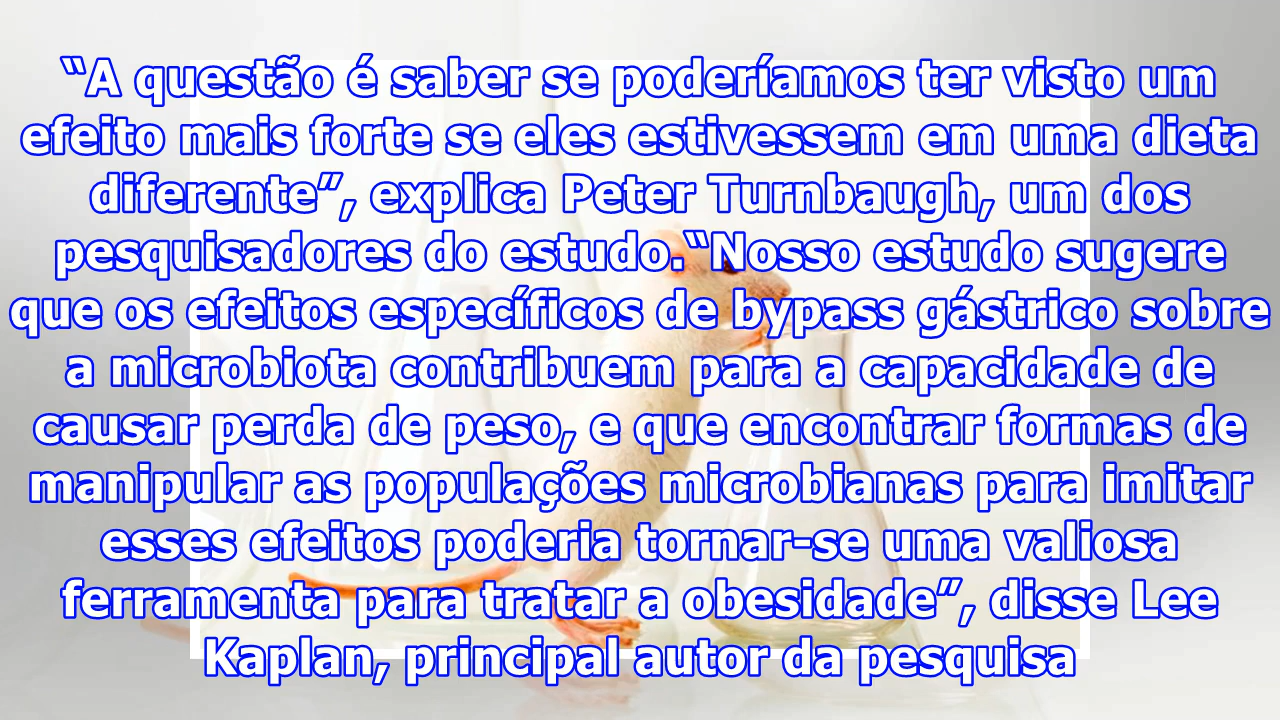 “A questão é saber se poderíamos ter visto um
efeito mais forte se eles estivessem em uma dieta
diferente”, explica Peter Turnbaugh, um dos
pesquisadores do estudo.“Nosso estudo sugere
que os efeitos específicos de bypass gástrico sobre
a microbiota contribuem para a capacidade de
causar perda de peso, e que encontrar formas de
manipular as populações microbianas para imitar
esses efeitos poderia tornar-se uma valiosa
ferramenta para tratar a obesidade”, disse Lee
Kaplan, principal autor da pesquisa